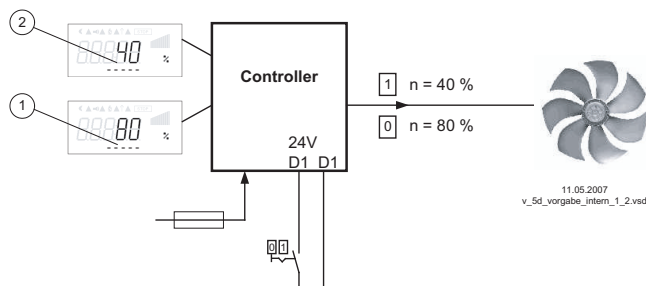 2
40
%
1
80
%
Controller
24V
D1 D1
1 n = 40 %
0 n = 80 %
0 1
11.05.2007
v_5d_vorgabe_intern_1_2.vsd